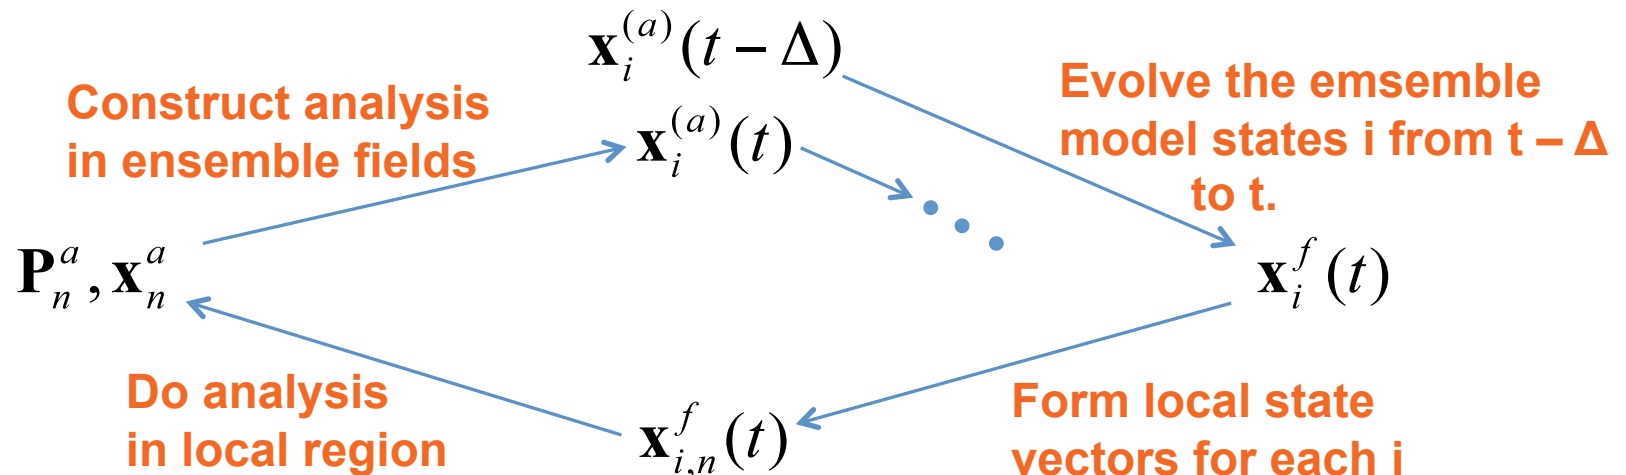 x_i^{(a)}(t − Δ)
Construct analysis
in ensemble fields
x_i^{(a)}(t)
Evolve the emsemble
model states i from t – Δ
to t.
P_n^a, x_n^a
x_i^f(t)
Do analysis
in local region
x_{i,n}^f(t)
Form local state
vectors for each i